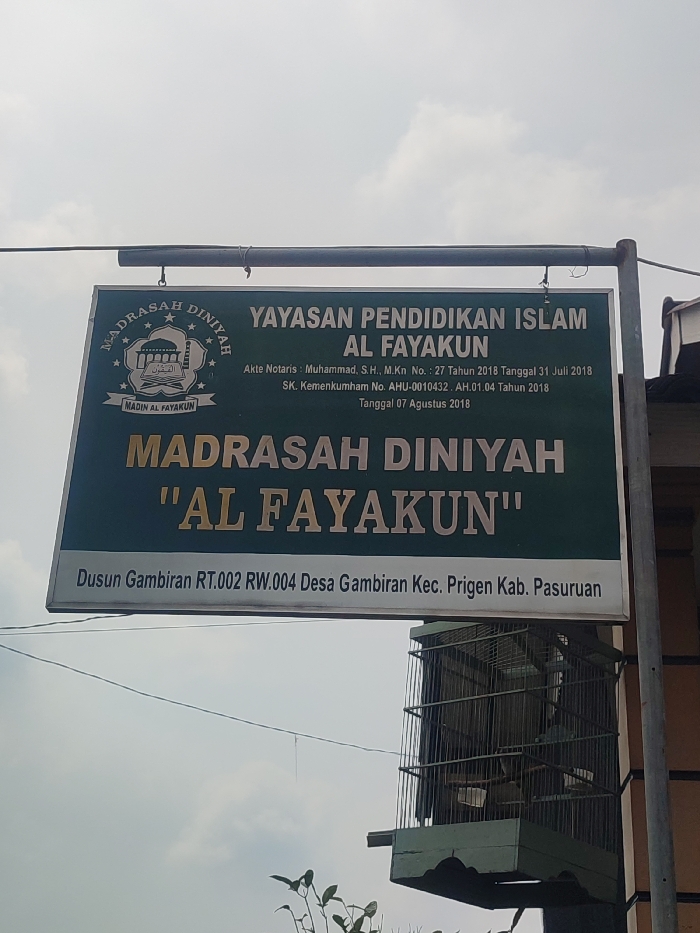 MADRASAH DINIYAH
MADIN AL FAYAKUN
YAYASAN PENDIDIKAN ISLAM
AL FAYAKUN
Akte Notaris : Muhammad, S.H., M.Kn No. : 27 Tahun 2018 Tanggal 31 Juli 2018
SK. Kemenkumham No. AHU-0010432 . AH.01.04 Tahun 2018
Tanggal 07 Agustus 2018
MADRASAH DINIYAH
"AL FAYAKUN"
Dusun Gambiran RT.002 RW.004 Desa Gambiran Kec. Prigen Kab. Pasuruan